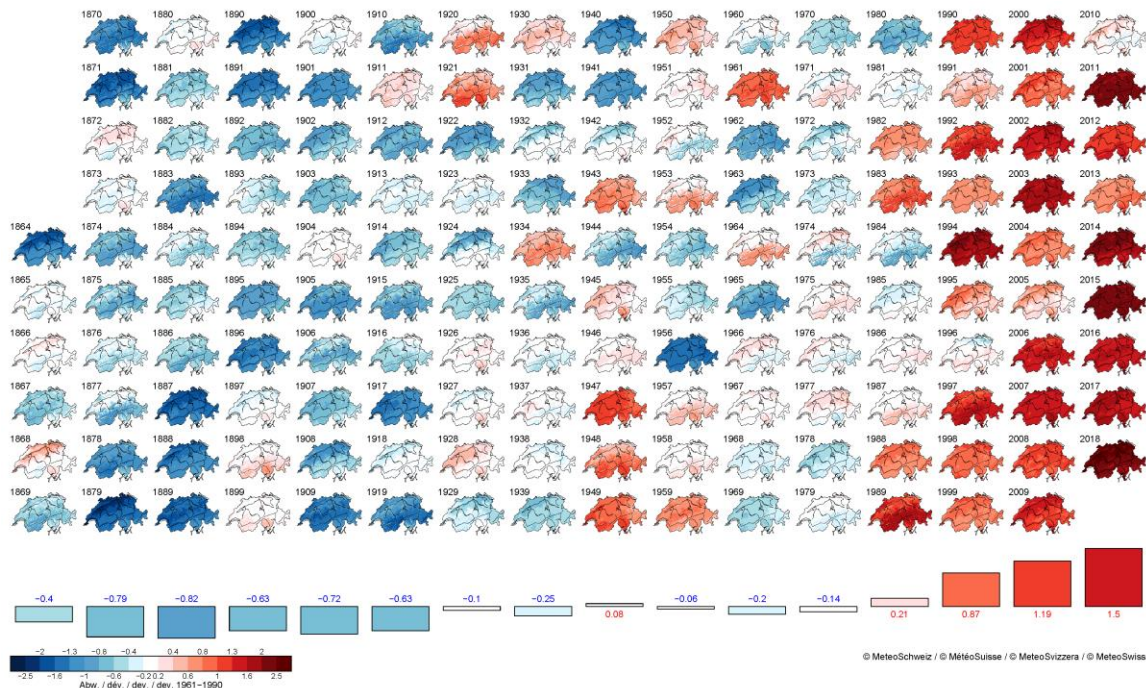 1870 1880 1890 1900 1910 1920 1930 1940 1950 1960 1970 1980 1990 2000 2010
1871 1881 1891 1901 1911 1921 1931 1941 1951 1961 1971 1981 1991 2001 2011
1872 1882 1892 1902 1912 1922 1932 1942 1952 1962 1972 1982 1992 2002 2012
1873 1883 1893 1903 1913 1923 1933 1943 1953 1963 1973 1983 1993 2003 2013
1864 1874 1884 1894 1904 1914 1924 1934 1944 1954 1964 1974 1984 1994 2004 2014
1865 1875 1885 1895 1905 1915 1925 1935 1945 1955 1965 1975 1985 1995 2005 2015
1866 1876 1886 1896 1906 1916 1926 1936 1946 1956 1966 1976 1986 1996 2006 2016
1867 1877 1887 1897 1907 1917 1927 1937 1947 1957 1967 1977 1987 1997 2007 2017
1868 1878 1888 1898 1908 1918 1928 1938 1948 1958 1968 1978 1988 1998 2008 2018
1869 1879 1889 1899 1909 1919 1929 1939 1949 1959 1969 1979 1989 1999 2009
−0.4 −0.79 −0.82 −0.63 −0.72 −0.63 −0.1 −0.25 0.08 −0.06 −0.2 −0.14 0.21 0.87 1.19 1.5
−2 −1.3 −0.8 −0.4 0.4 0.8 1.3 2
−2.5 −1.6 −1 −0.6 −0.2 0.2 0.6 1 1.6 2.5
Abw. / dév. / dev. / dev. 1961−1990
© MeteoSchweiz / © MétéoSuisse / © MeteoSvizzera / © MeteoSwiss